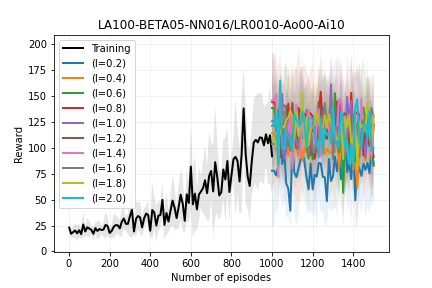 LA100-BETA05-NN016/LR0010-Ao00-Ai10
200
175
150
125
100
75
50
25
0
Reward
Training
(l=0.2)
(l=0.4)
(l=0.6)
(l=0.8)
(l=1.0)
(l=1.2)
(l=1.4)
(l=1.6)
(l=1.8)
(l=2.0)
0 200 400 600 800 1000 1200 1400
Number of episodes